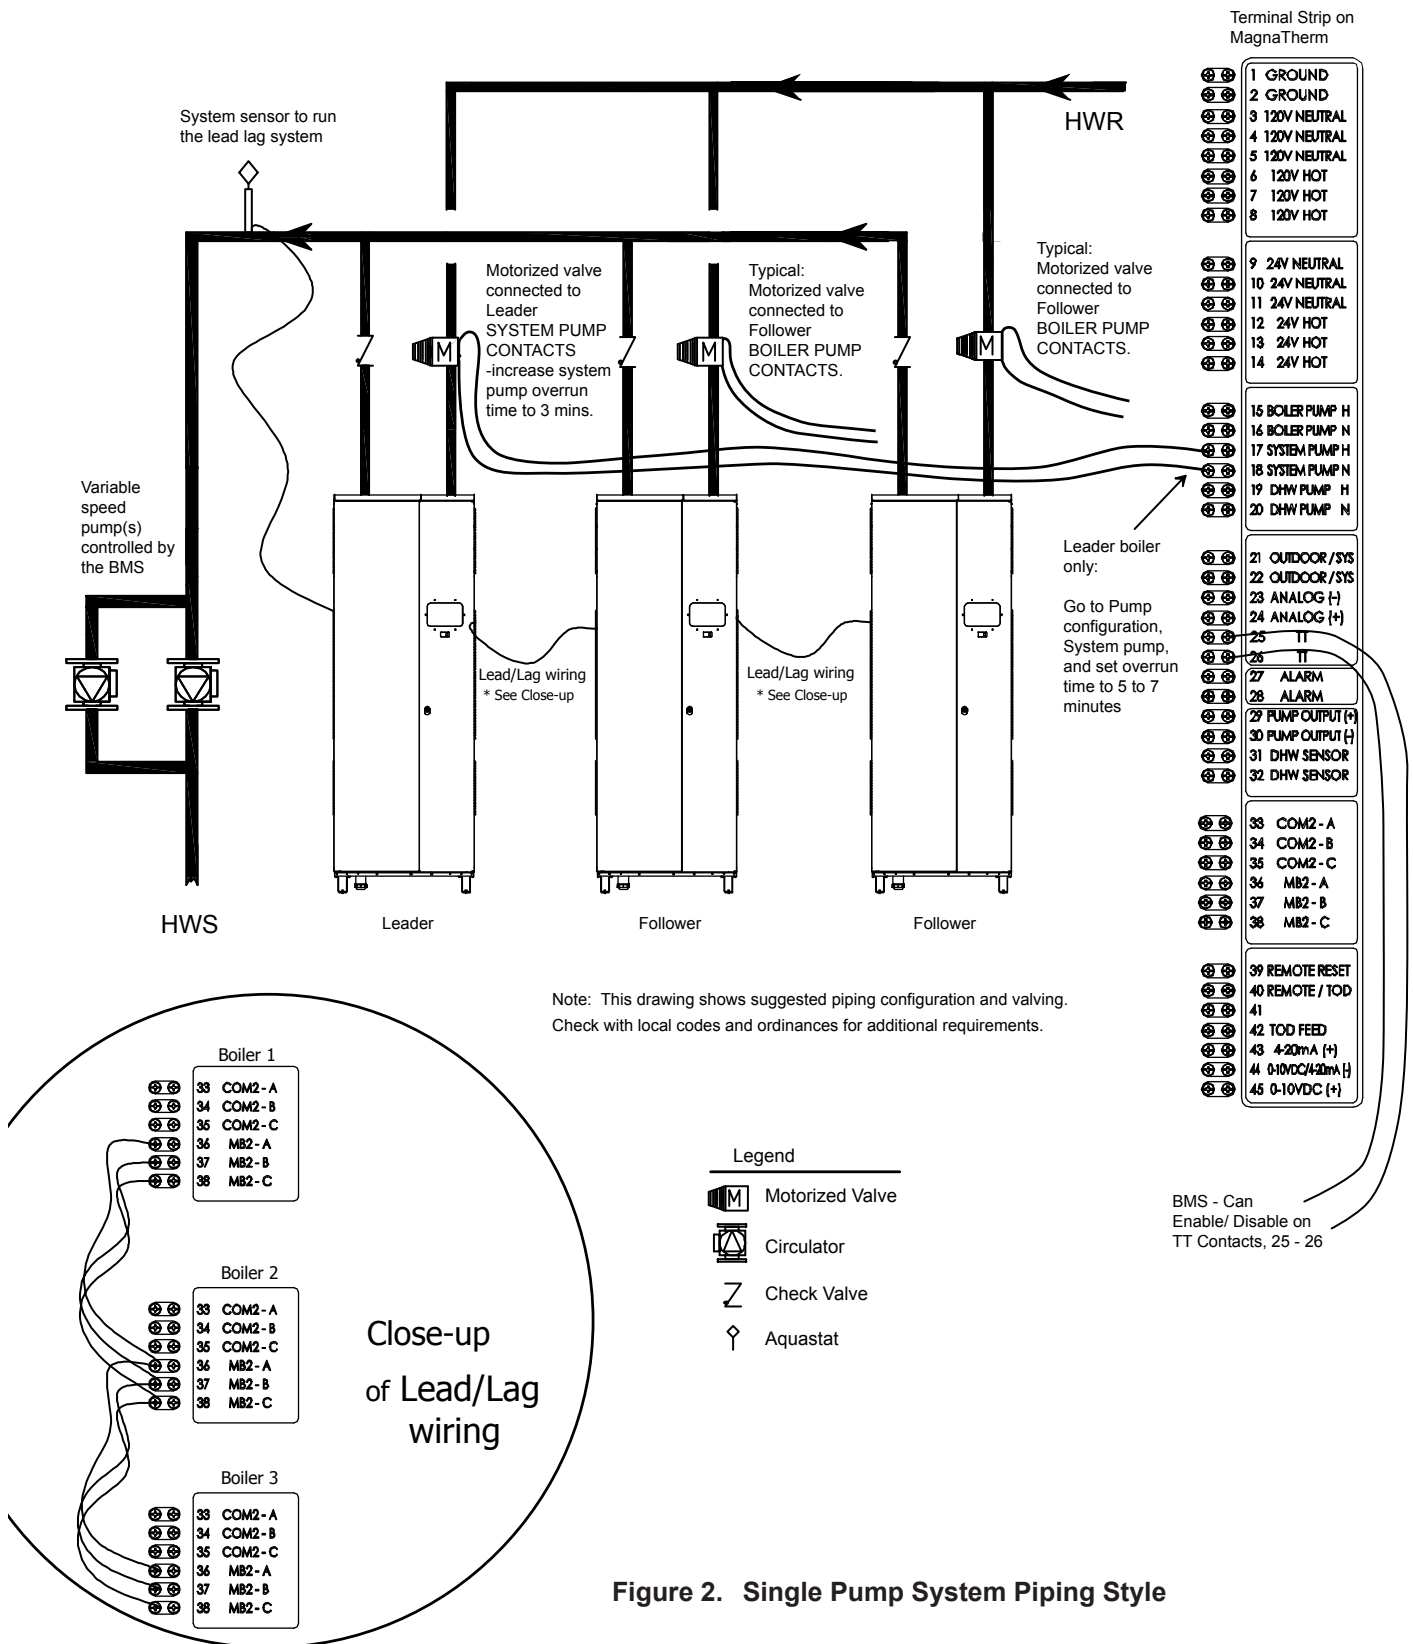 Terminal Strip on
MagnaTherm
1 GROUND
2 GROUND
3 120V NEUTRAL
4 120V NEUTRAL
5 120V NEUTRAL
6 120V HOT
7 120V HOT
8 120V HOT
9 24V NEUTRAL
10 24V NEUTRAL
11 24V NEUTRAL
12 24V HOT
13 24V HOT
14 24V HOT
15 BOILER PUMP H
16 BOILER PUMP N
17 SYSTEM PUMP H
18 SYSTEM PUMP N
19 DHW PUMP H
20 DHW PUMP N
21 OUTDOOR / SYS
22 OUTDOOR / SYS
23 ANALOG (-)
24 ANALOG (+)
25 TT
26 TT
27 ALARM
28 ALARM
29 PUMP OUTPUT (+)
30 PUMP OUTPUT (-)
31 DHW SENSOR
32 DHW SENSOR
33 COM2 - A
34 COM2 - B
35 COM2 - C
36 MB2 - A
37 MB2 - B
38 MB2 - C
39 REMOTE RESET
40 REMOTE / TOD
41
42 TOD FEED
43 4-20mA (+)
44 0-10VDC/4-20mA (-)
45 0-10VDC (+)
System sensor to run
the lead lag system
HWR
Motorized valve
connected to
Leader
SYSTEM PUMP
CONTACTS
-increase system
pump overrun
time to 3 mins.
Typical:
Motorized valve
connected to
Follower
BOILER PUMP
CONTACTS.
Typical:
Motorized valve
connected to
Follower
BOILER PUMP
CONTACTS.
M
M
M
Variable
speed
pump(s)
controlled by
the BMS
Leader boiler
only:
Go to Pump
configuration,
System pump,
and set overrun
time to 5 to 7
minutes
Lead/Lag wiring
* See Close-up
Lead/Lag wiring
* See Close-up
HWS
Leader
Follower
Follower
Note: This drawing shows suggested piping configuration and valving.
Check with local codes and ordinances for additional requirements.
Boiler 1
33 COM2 - A
34 COM2 - B
35 COM2 - C
36 MB2 - A
37 MB2 - B
38 MB2 - C
Boiler 2
33 COM2 - A
34 COM2 - B
35 COM2 - C
36 MB2 - A
37 MB2 - B
38 MB2 - C
Boiler 3
33 COM2 - A
34 COM2 - B
35 COM2 - C
36 MB2 - A
37 MB2 - B
38 MB2 - C
Close-up
of Lead/Lag
wiring
Legend
M Motorized Valve
Circulator
Check Valve
Aquastat
BMS - Can
Enable/ Disable on
TT Contacts, 25 - 26
Figure 2. Single Pump System Piping Style